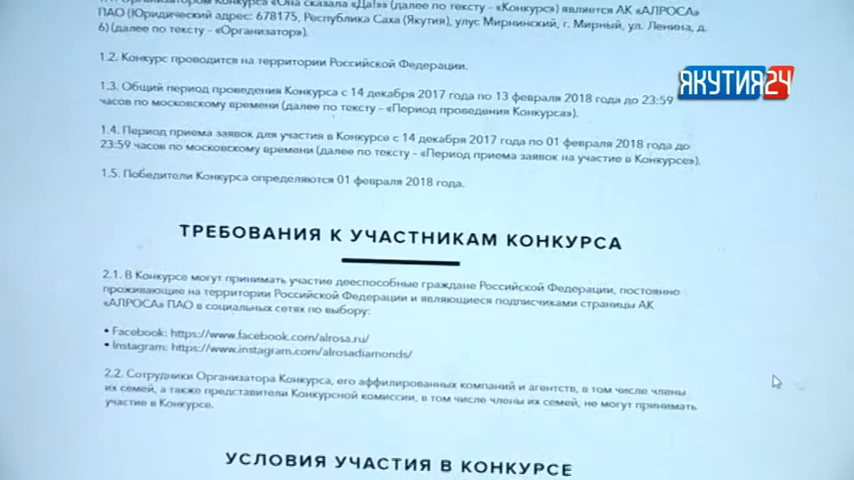 Организатором Конкурса «Она сказала «Да!»» (далее по тексту - «Конкурс») является АК «АЛРОСА»
ПАО (Юридический адрес: 678175, Республика Саха (Якутия), улус Мирнинский, г. Мирный, ул. Ленина, д.
6) (далее по тексту - «Организатор»).
1.2. Конкурс проводится на территории Российской Федерации.
1.3. Общий период проведения Конкурса с 14 декабря 2017 года по 13 февраля 2018 года до 23:59
часов по московскому времени (далее по тексту - «Период проведения Конкурса»).
ЯКУТИЯ24
1.4. Период приема заявок для участия в Конкурсе с 14 декабря 2017 года по 01 февраля 2018 года до
23:59 часов по московскому времени (далее по тексту - «Период приема заявок на участие в Конкурсе»).
1.5. Победители Конкурса определяются 01 февраля 2018 года.
ТРЕБОВАНИЯ К УЧАСТНИКАМ КОНКУРСА
2.1. В Конкурсе могут принимать участие дееспособные граждане Российской Федерации, постоянно
проживающие на территории Российской Федерации и являющиеся подписчиками страницы АК
«АЛРОСА» ПАО в социальных сетях по выбору:
• Facebook: https://www.facebook.com/alrosa.ru/
• Instagram: https://www.instagram.com/alrosadiamonds/
2.2. Сотрудники Организатора Конкурса, его аффилированных компаний и агентств, в том числе члены
их семей, а также представители Конкурсной комиссии, в том числе члены их семей, не могут принимать
участие в Конкурсе.
УСЛОВИЯ УЧАСТИЯ В КОНКУРСЕ